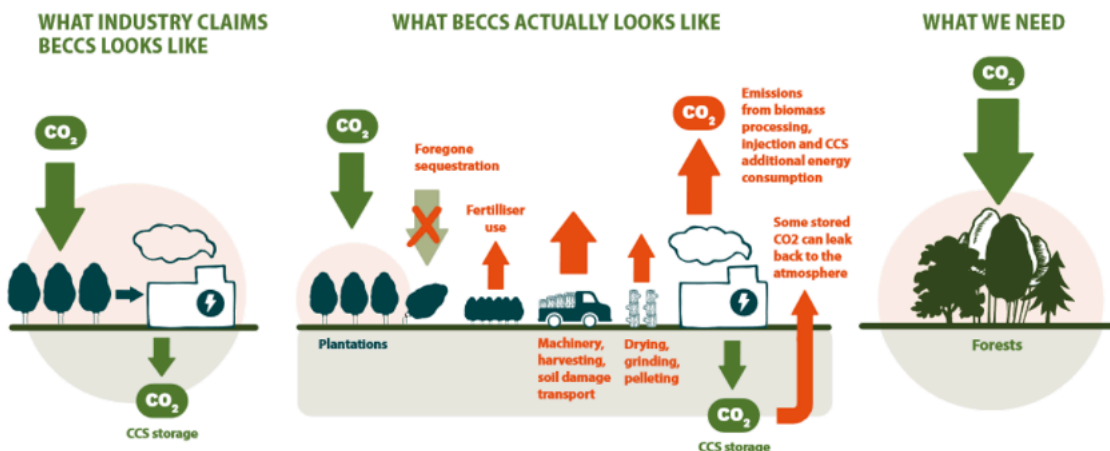 WHAT INDUSTRY CLAIMS
BECCS LOOKS LIKE
CO₂
CO₂
CCS storage
WHAT BECCS ACTUALLY LOOKS LIKE
CO₂
Foregone
sequestration
Fertiliser
use
CO₂
Emissions
from biomass
processing,
injection and CCS
additional energy
consumption
Some stored
CO2 can leak
back to the
atmosphere
Plantations
Machinery,
harvesting,
soil damage
transport
Drying,
grinding,
pelleting
CO₂
CCS storage
WHAT WE NEED
CO₂
Forests